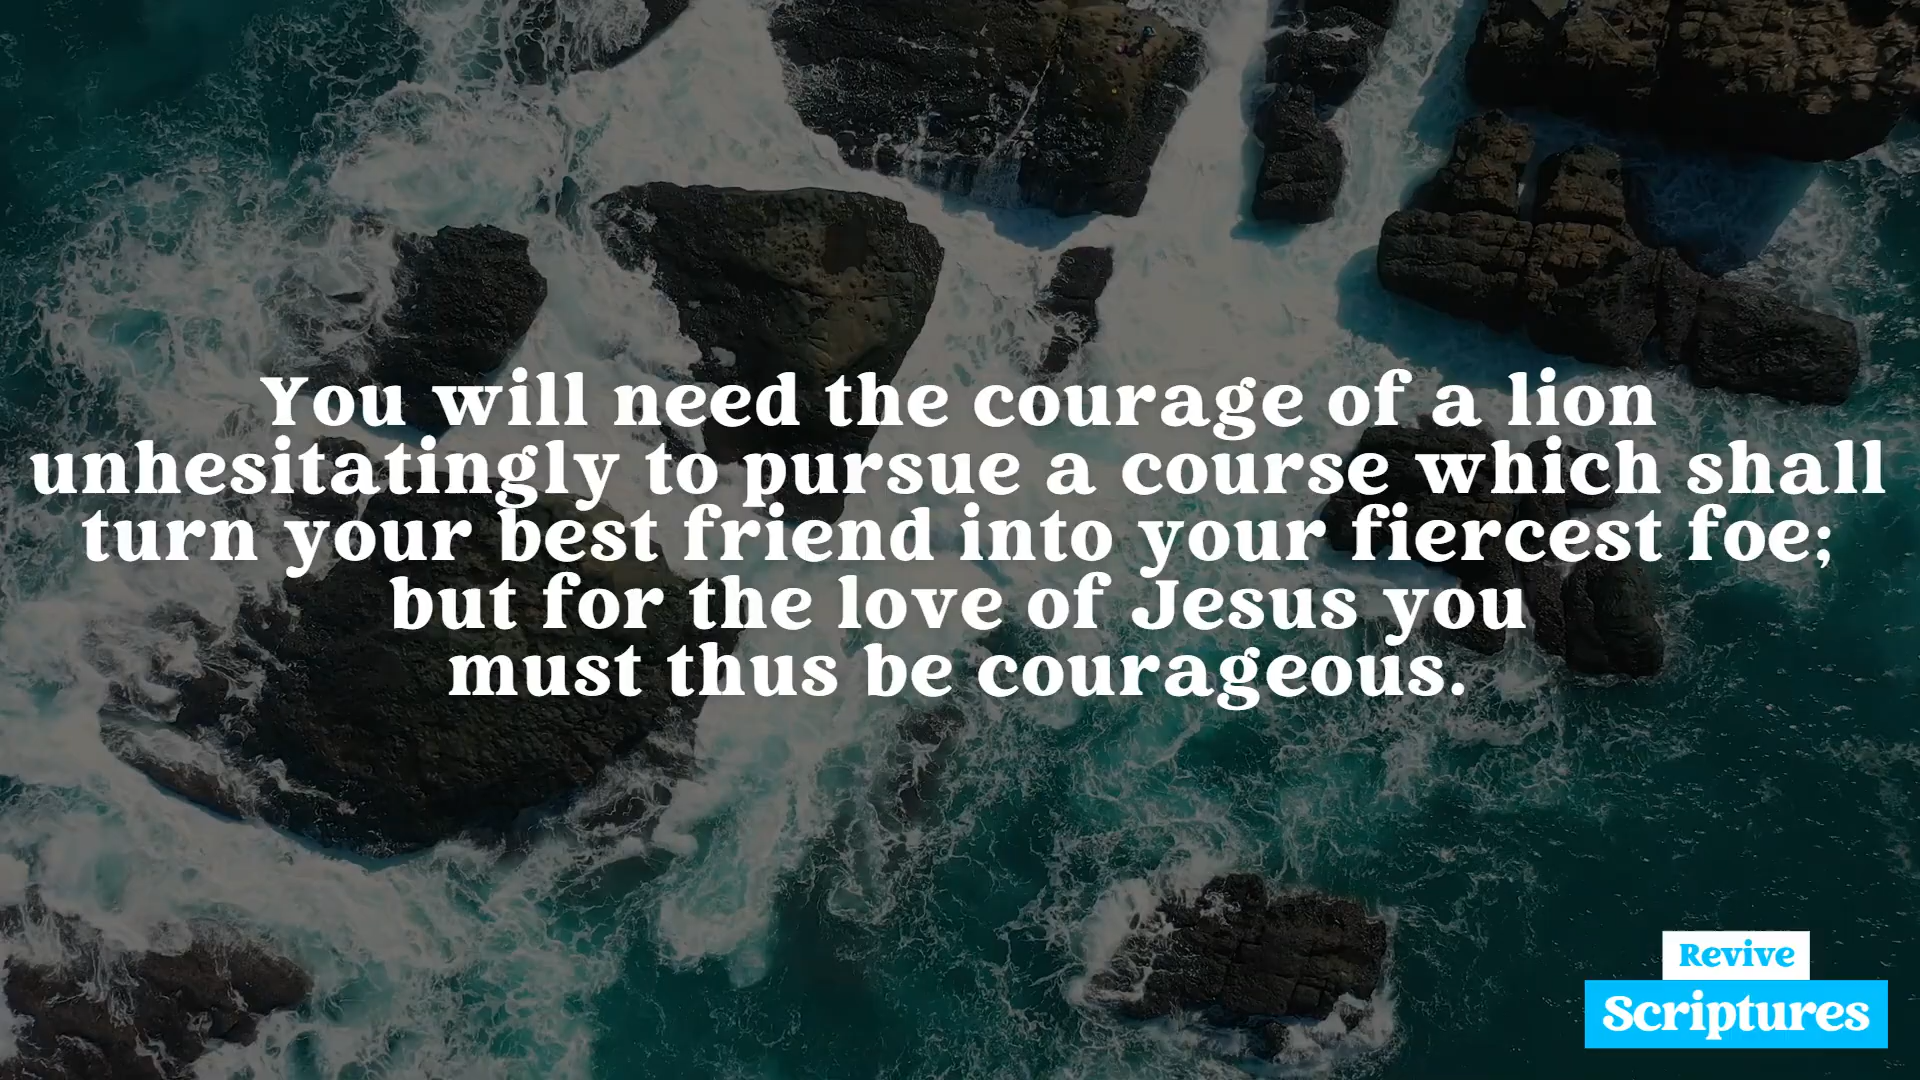 You will need the courage of a lion
unhesitatingly to pursue a course which shall
turn your best friend into your fiercest foe;
but for the love of Jesus you
must thus be courageous.
Revive
Scriptures